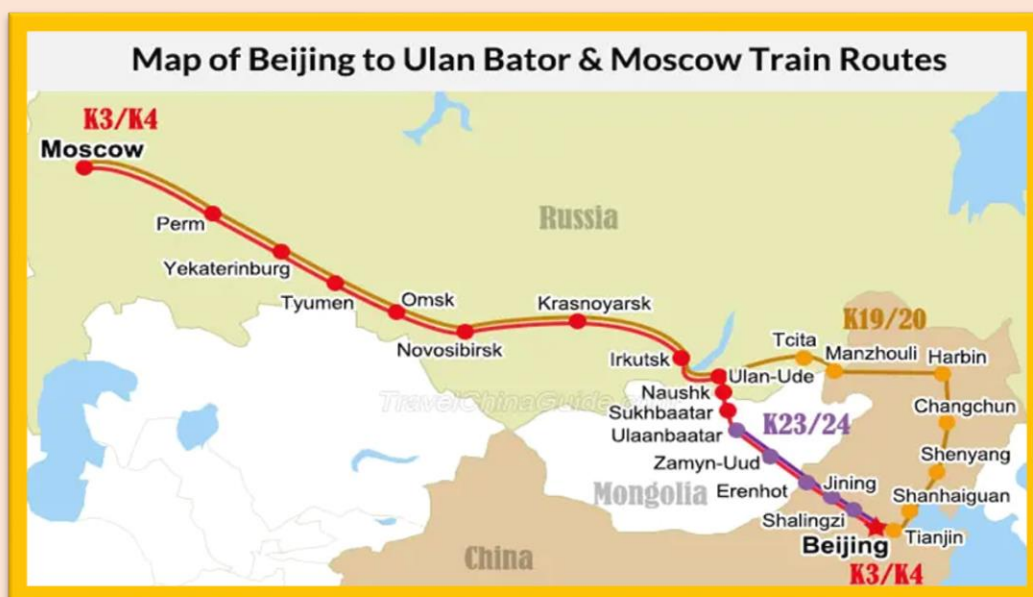 Map of Beijing to Ulan Bator & Moscow Train Routes
K3/K4
Moscow
Perm
Russia
Yekaterinburg
Tyumen
Omsk
Novosibirsk
Krasnoyarsk
Irkutsk
K19/20
Tcita
Manzhouli
Harbin
Ulan-Ude
Naushk
TravelChinaGuide
Sukhbaatar
Changchun
Ulaanbaatar
K23/24
Zamyn-Uud
Shenyang
Mongolia
Erenhot
Jining
Shanhaiguan
Shalingzi
Beijing
Tianjin
China
K3/K4